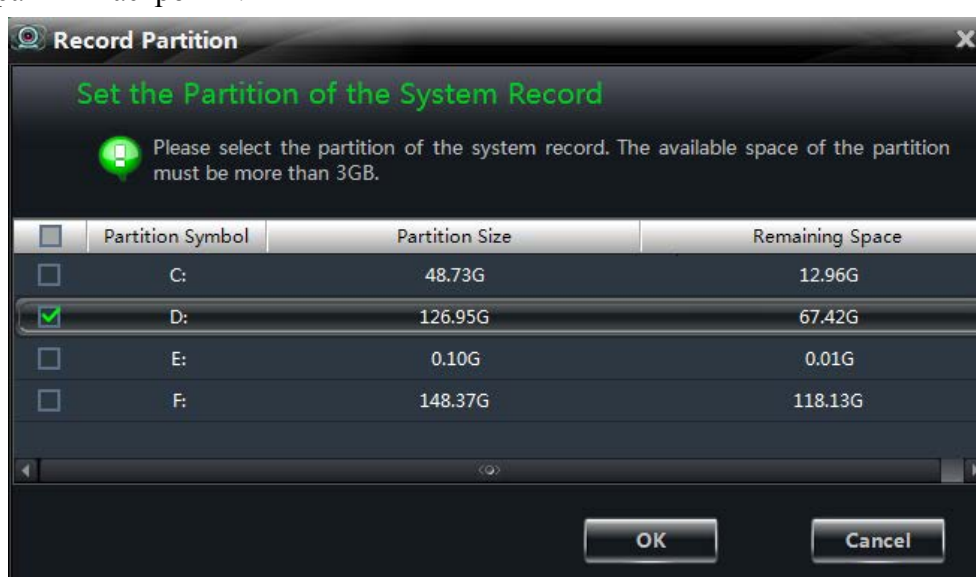 Record Partition
Set the Partition of the System Record
Please select the partition of the system record. The available space of the partition
must be more than 3GB.
Partition Symbol Partition Size Remaining Space
C: 48.73G 12.96G
D: 126.95G 67.42G
E: 0.10G 0.01G
F: 148.37G 118.13G
OK Cancel